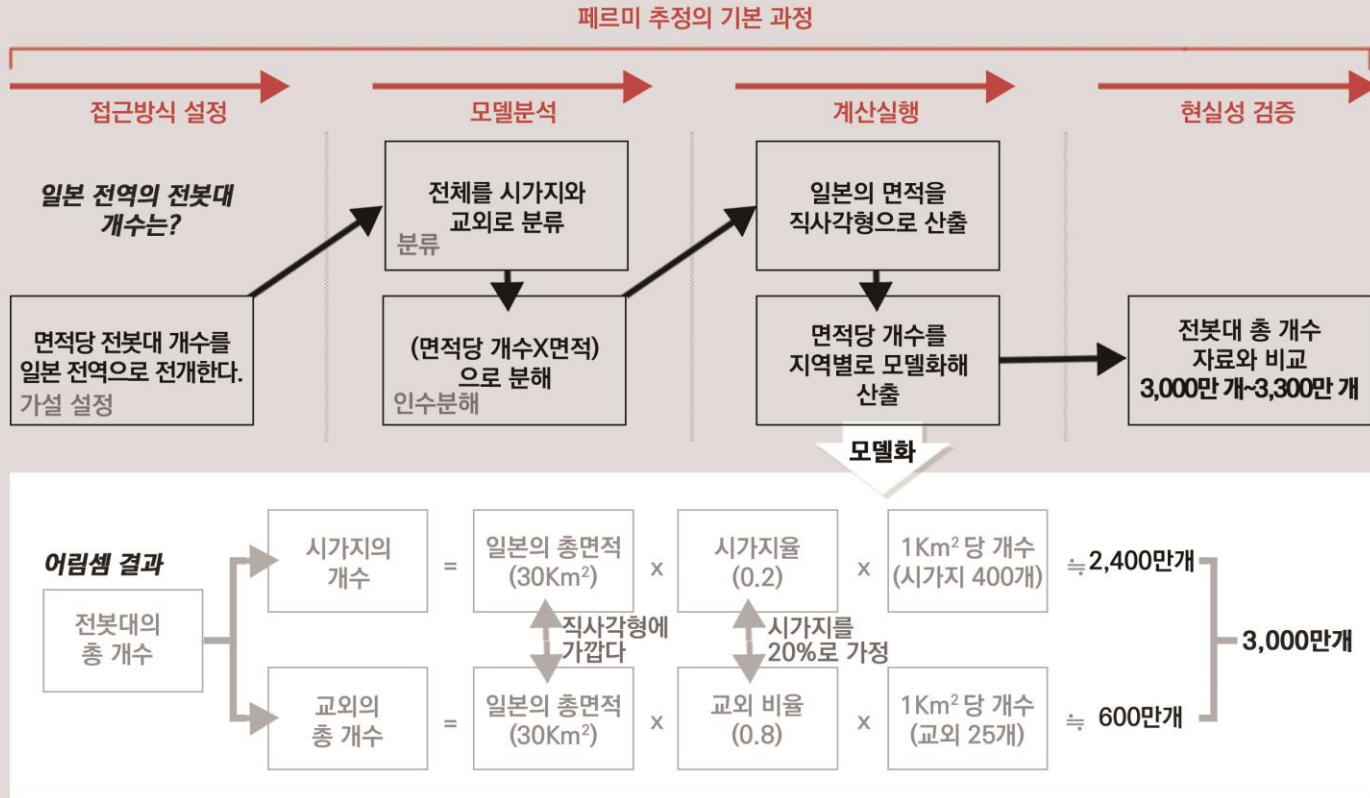 페르미 추정의 기본 과정
접근방식 설정
모델분석
계산실행
현실성 검증
일본 전역의 전봇대
개수는?
면적당 전봇대 개수를
일본 전역으로 전개한다.
가설 설정
전체를 시가지와
교외로 분류
분류
(면적당 개수X면적)
으로 분해
인수분해
일본의 면적을
직사각형으로 산출
면적당 개수를
지역별로 모델화해
산출
전봇대 총 개수
자료와 비교
3,000만 개~3,300만 개
모델화
어림셈 결과
전봇대의
총 개수
시가지의
개수
=
일본의 총면적
(30Km²)
x
시가지율
(0.2)
x
1Km² 당 개수
(시가지 400개)
≒2,400만개
직사각형에
가깝다
시가지를
20%로 가정
3,000만개
교외의
총 개수
=
일본의 총면적
(30Km²)
x
교외 비율
(0.8)
x
1Km² 당 개수
(교외 25개)
≒ 600만개